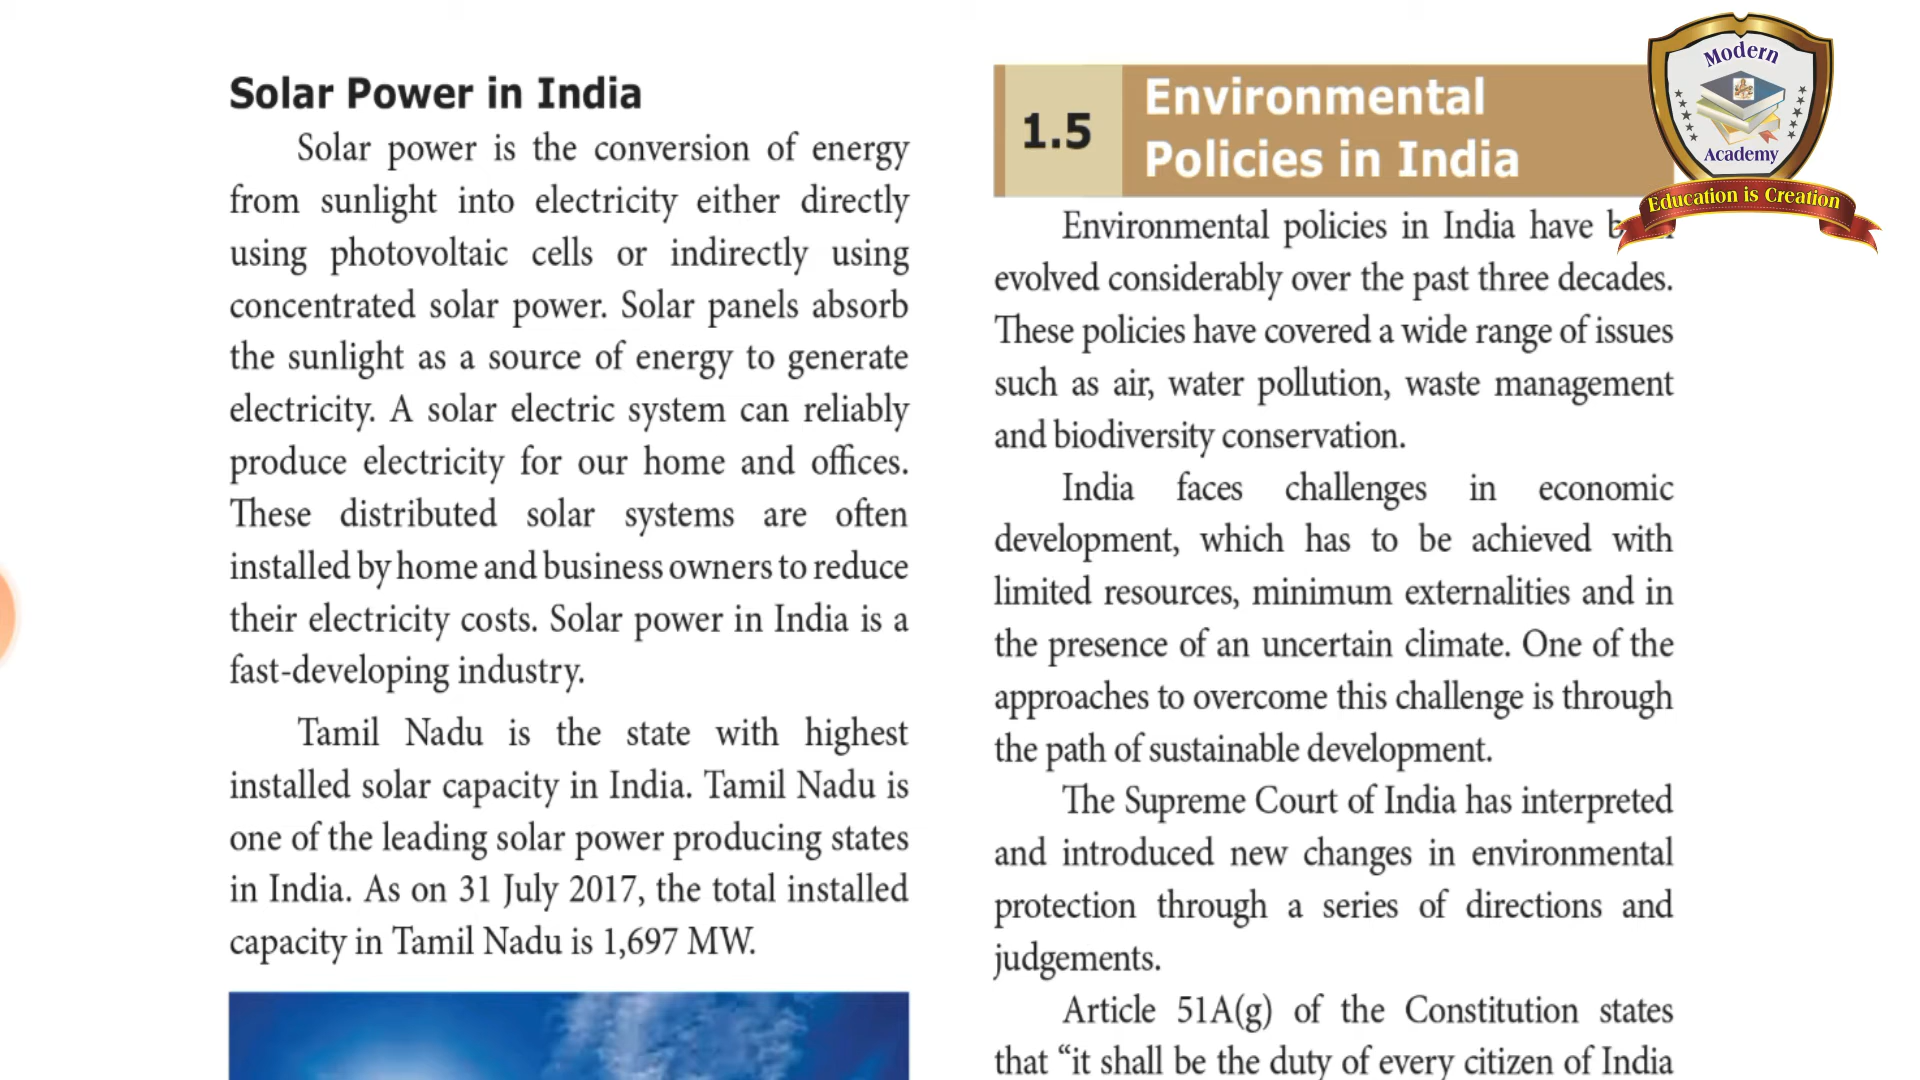 Solar Power in India
Solar power is the conversion of energy
from sunlight into electricity either directly
using photovoltaic cells or indirectly using
concentrated solar power. Solar panels absorb
the sunlight as a source of energy to generate
electricity. A solar electric system can reliably
produce electricity for our home and offices.
These distributed solar systems are often
installed by home and business owners to reduce
their electricity costs. Solar power in India is a
fast-developing industry.
Tamil Nadu is the state with highest
installed solar capacity in India. Tamil Nadu is
one of the leading solar power producing states
in India. As on 31 July 2017, the total installed
capacity in Tamil Nadu is 1,697 MW.
1.5
Environmental
Policies in India
Environmental policies in India have
evolved considerably over the past three decades.
These policies have covered a wide range of issues
such as air, water pollution, waste management
and biodiversity conservation.
India faces challenges in economic
development, which has to be achieved with
limited resources, minimum externalities and in
the presence of an uncertain climate. One of the
approaches to overcome this challenge is through
the path of sustainable development.
The Supreme Court of India has interpreted
and introduced new changes in environmental
protection through a series of directions and
judgements.
Article 51A(g) of the Constitution states
that “it shall be the duty of every citizen of India
Modern
Academy
Education is Creation